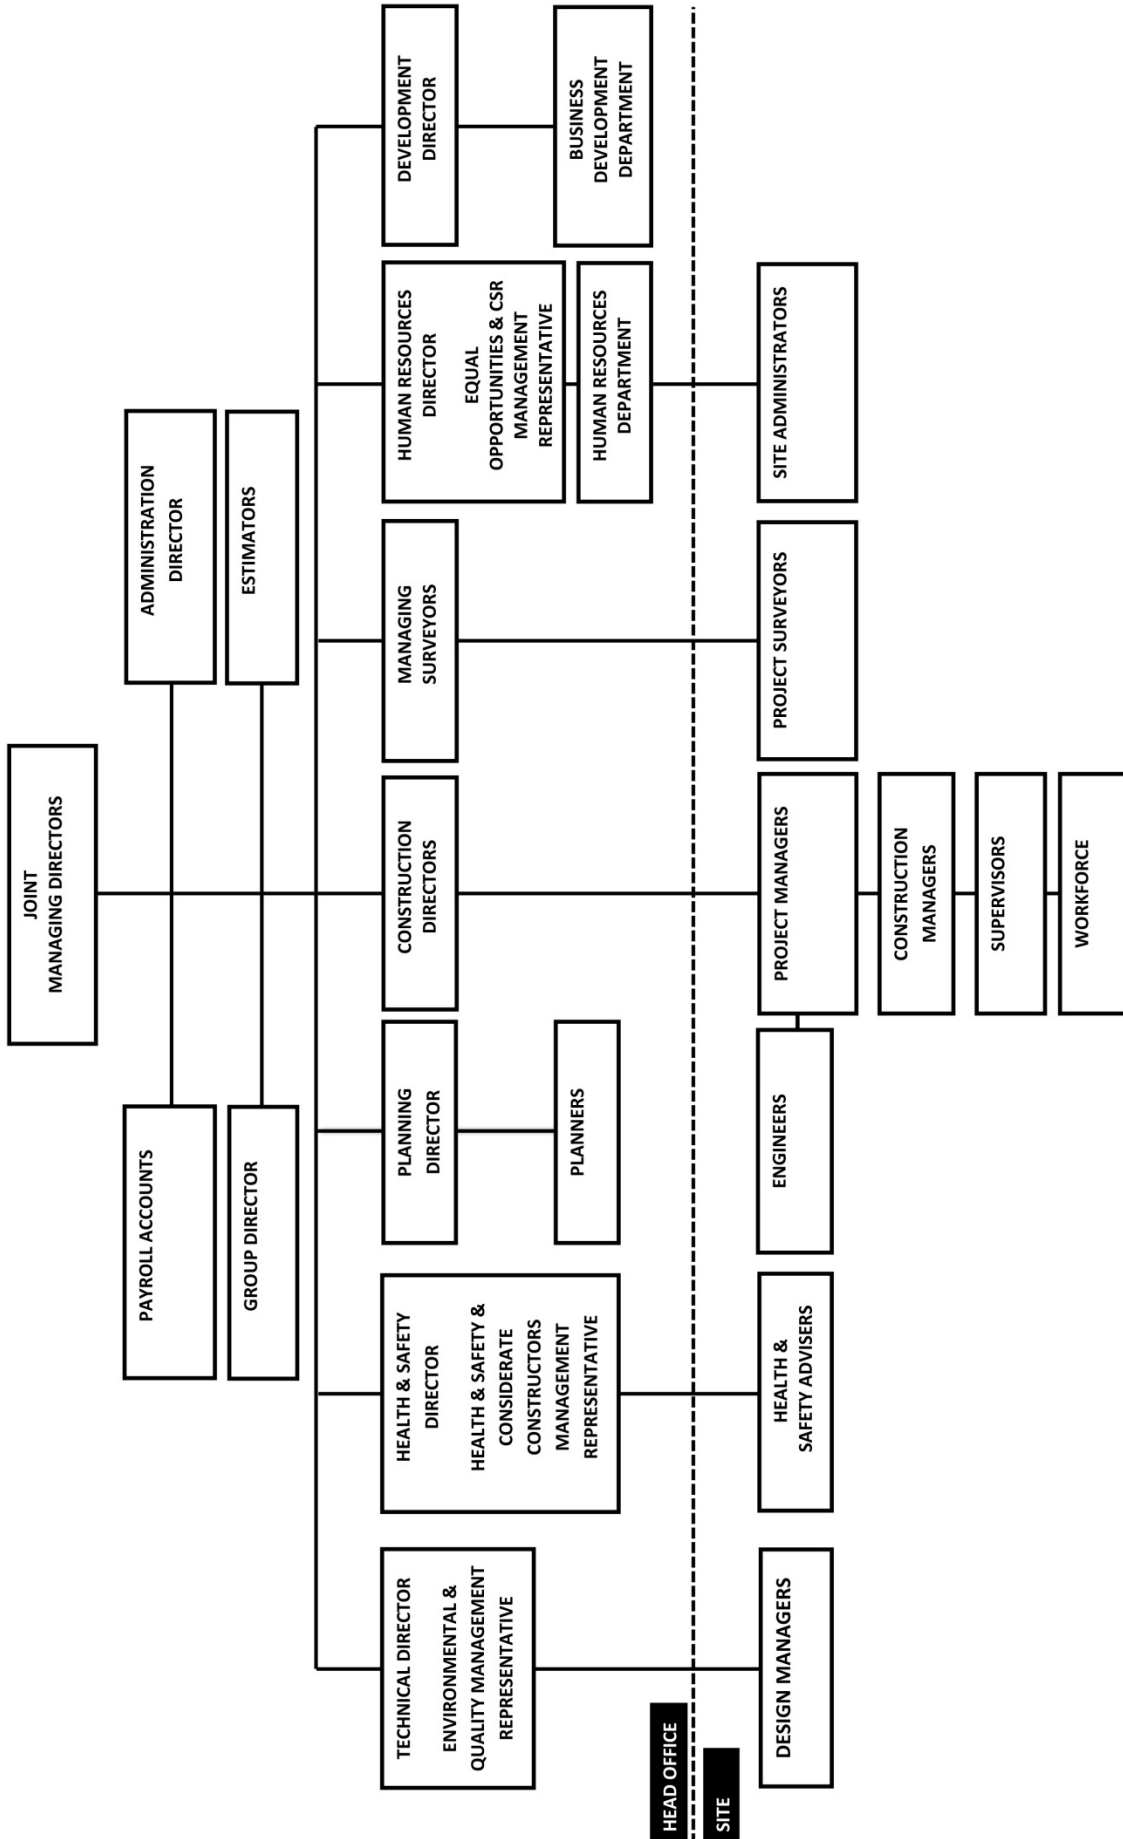 JOINT
MANAGING DIRECTORS
PAYROLL ACCOUNTS
ADMINISTRATION
DIRECTOR
GROUP DIRECTOR
ESTIMATORS
TECHNICAL DIRECTOR
ENVIRONMENTAL &
QUALITY MANAGEMENT
REPRESENTATIVE
HEALTH & SAFETY
DIRECTOR
HEALTH & SAFETY &
CONSIDERATE
CONSTRUCTORS
MANAGEMENT
REPRESENTATIVE
PLANNING
DIRECTOR
CONSTRUCTION
DIRECTORS
MANAGING
SURVEYORS
HUMAN RESOURCES
DIRECTOR
EQUAL
OPPORTUNITIES & CSR
MANAGEMENT
REPRESENTATIVE
DEVELOPMENT
DIRECTOR
PLANNERS
HUMAN RESOURCES
DEPARTMENT
BUSINESS
DEVELOPMENT
DEPARTMENT
HEAD OFFICE
SITE
DESIGN MANAGERS
HEALTH &
SAFETY ADVISERS
ENGINEERS
PROJECT MANAGERS
PROJECT SURVEYORS
SITE ADMINISTRATORS
CONSTRUCTION
MANAGERS
SUPERVISORS
WORKFORCE